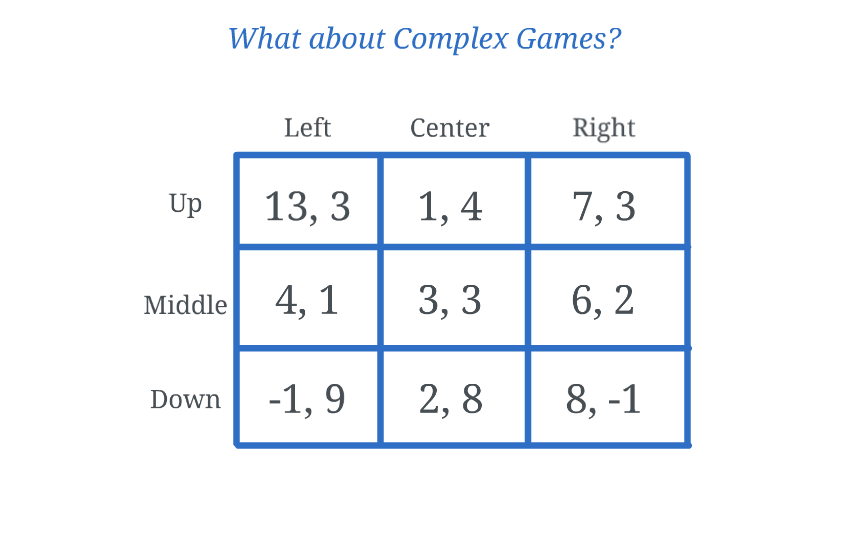 What about Complex Games?
Left Center Right
Up 13, 3 1, 4 7, 3
Middle 4, 1 3, 3 6, 2
Down -1, 9 2, 8 8, -1